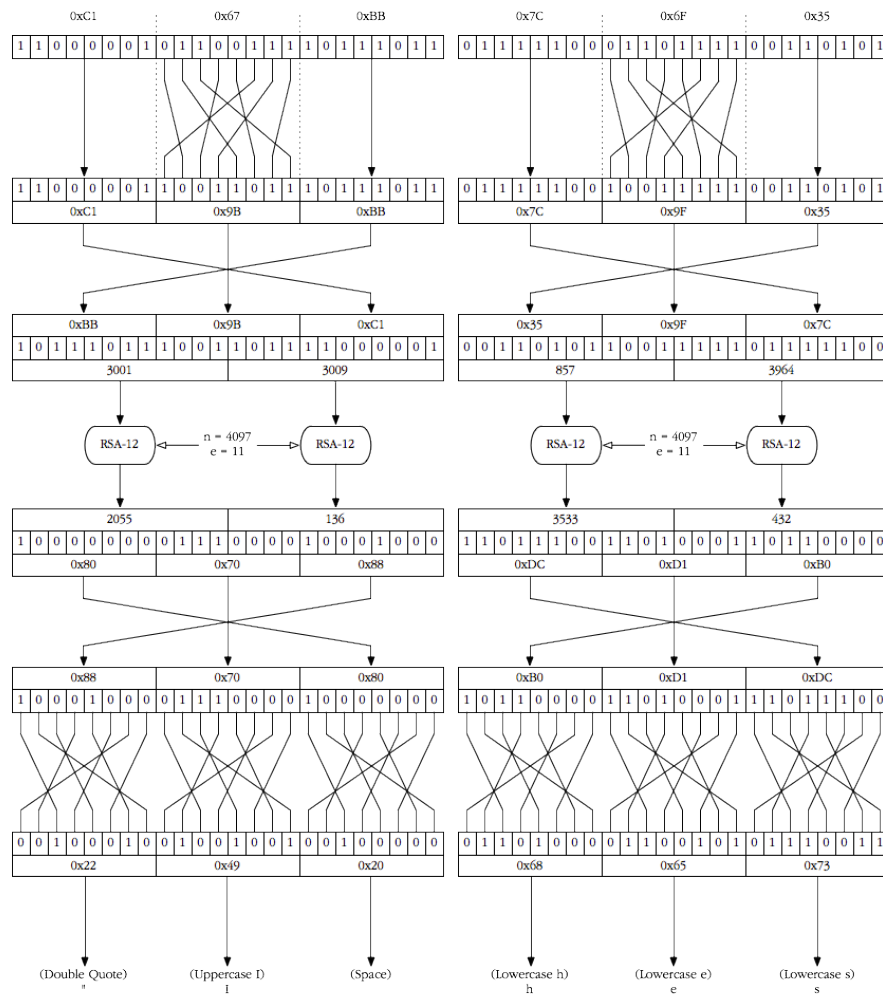 0xC1 0x67 0xBB 0x7C 0x6F 0x35
1 1 0 0 0 0 0 1 0 1 1 0 0 1 1 1 1 0 1 1 1 0 1 1 0 1 1 1 1 1 0 0 0 1 1 0 1 1 1 1 0 0 1 1 0 1 0 1
1 1 0 0 0 0 0 1 1 0 0 1 1 0 1 1 1 0 1 1 1 0 1 1 0 1 1 1 1 1 0 0 1 0 0 1 1 1 1 1 0 0 1 1 0 1 0 1
0xC1 0x9B 0xBB 0x7C 0x9F 0x35
0xBB 0x9B 0xC1 0x35 0x9F 0x7C
1 0 1 1 1 0 1 1 1 0 0 1 1 0 1 1 1 1 0 0 0 0 0 1 0 0 1 1 0 1 0 1 1 0 0 1 1 1 1 1 0 1 1 1 1 1 0 0
3001 3009 857 3964
RSA-12 n = 4097 RSA-12 RSA-12 n = 4097 RSA-12
e = 11 e = 11
2055 136 3533 432
1 0 0 0 0 0 0 0 0 1 1 1 0 0 0 0 1 0 0 0 1 0 0 0 1 1 0 1 1 1 0 0 1 1 0 1 0 0 0 1 1 0 1 1 0 0 0 0
0x80 0x70 0x88 0xDC 0xD1 0xB0
0x88 0x70 0x80 0xB0 0xD1 0xDC
1 0 0 0 1 0 0 0 0 1 1 1 0 0 0 0 1 0 0 0 0 0 0 0 1 0 1 1 0 0 0 0 1 1 0 1 0 0 0 1 1 1 0 1 1 1 0 0
0 0 1 0 0 0 1 0 0 1 0 0 1 0 0 1 0 0 1 0 0 0 0 0 0 1 1 0 1 0 0 0 0 1 1 0 0 1 0 1 0 1 1 1 0 0 1 1
0x22 0x49 0x20 0x68 0x65 0x73
(Double Quote) (Uppercase I) (Space) (Lowercase h) (Lowercase e) (Lowercase s)
" I h e s